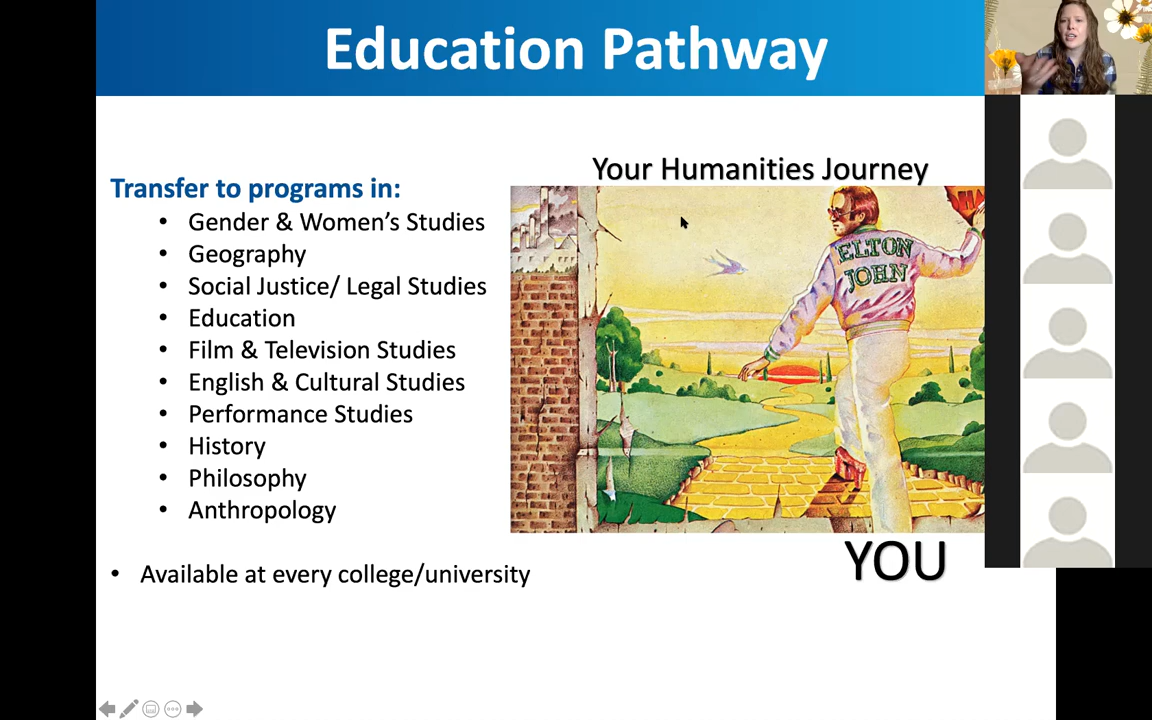 Education Pathway
Your Humanities Journey
Transfer to programs in:
• Gender & Women's Studies
• Geography
• Social Justice/ Legal Studies
• Education
• Film & Television Studies
• English & Cultural Studies
• Performance Studies
• History
• Philosophy
• Anthropology
• Available at every college/university
ELTON
JOHN
YOU